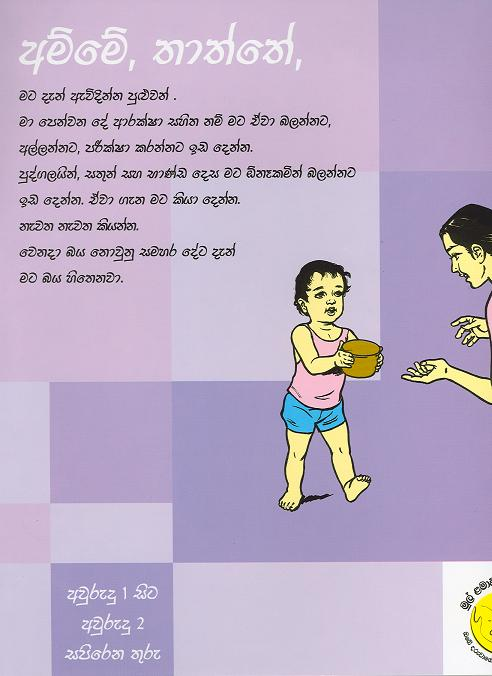 අම්මේ, තාත්තේ,
මට දැන් ඇවිදින්න පුළුවන් .
මා පෙන්වන දේ ආරක්ෂා සහිත නම් මට ඒවා බලන්නට,
අල්ලන්නට, පරීක්ෂා කරන්නට ඉඩ දෙන්න.
පුද්ගලයින්, සතුන් සහ භාණ්ඩ දෙස මට ඕනෑකමින් බලන්නට
ඉඩ දෙන්න. ඒවා ගැන මට කියා දෙන්න.
නැවත නැවත කියන්න.
වෙනදා බය නොවුනු සමහර දේට දැන්
මට බය හිතෙනවා.
අවුරුදු 1 සිට
අවුරුදු 2
සපිරෙන තුරු
මුල්